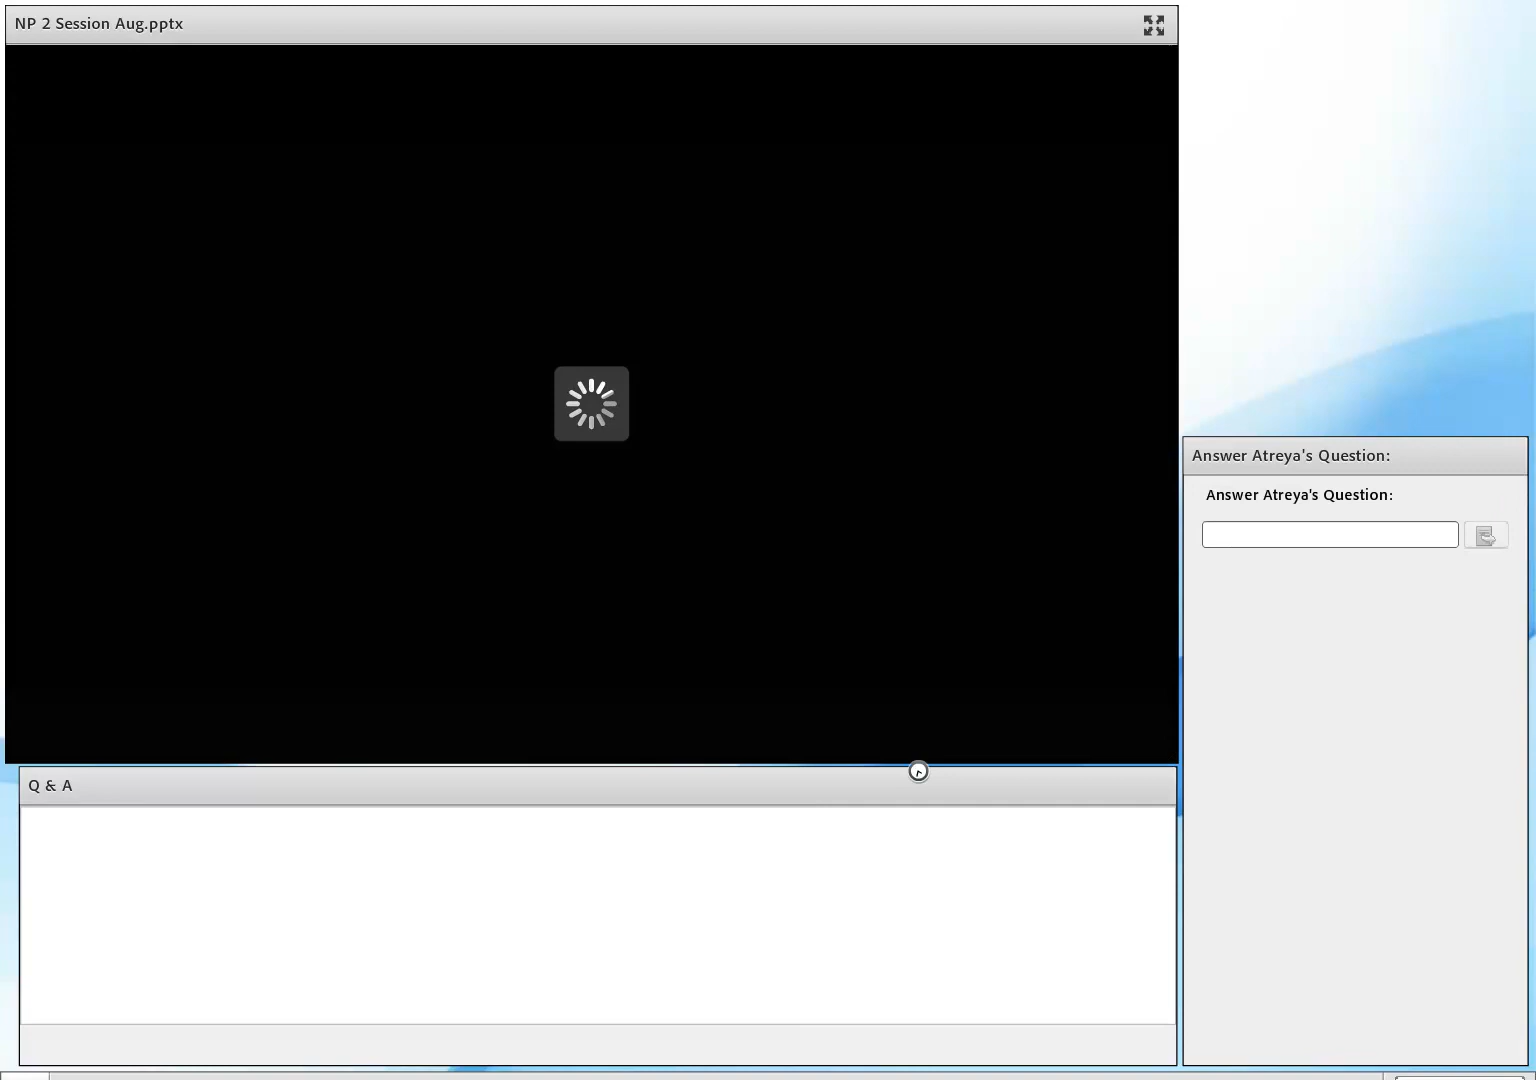 NP 2 Session Aug.pptx
Answer Atreya's Question:
Answer Atreya's Question:
Q & A